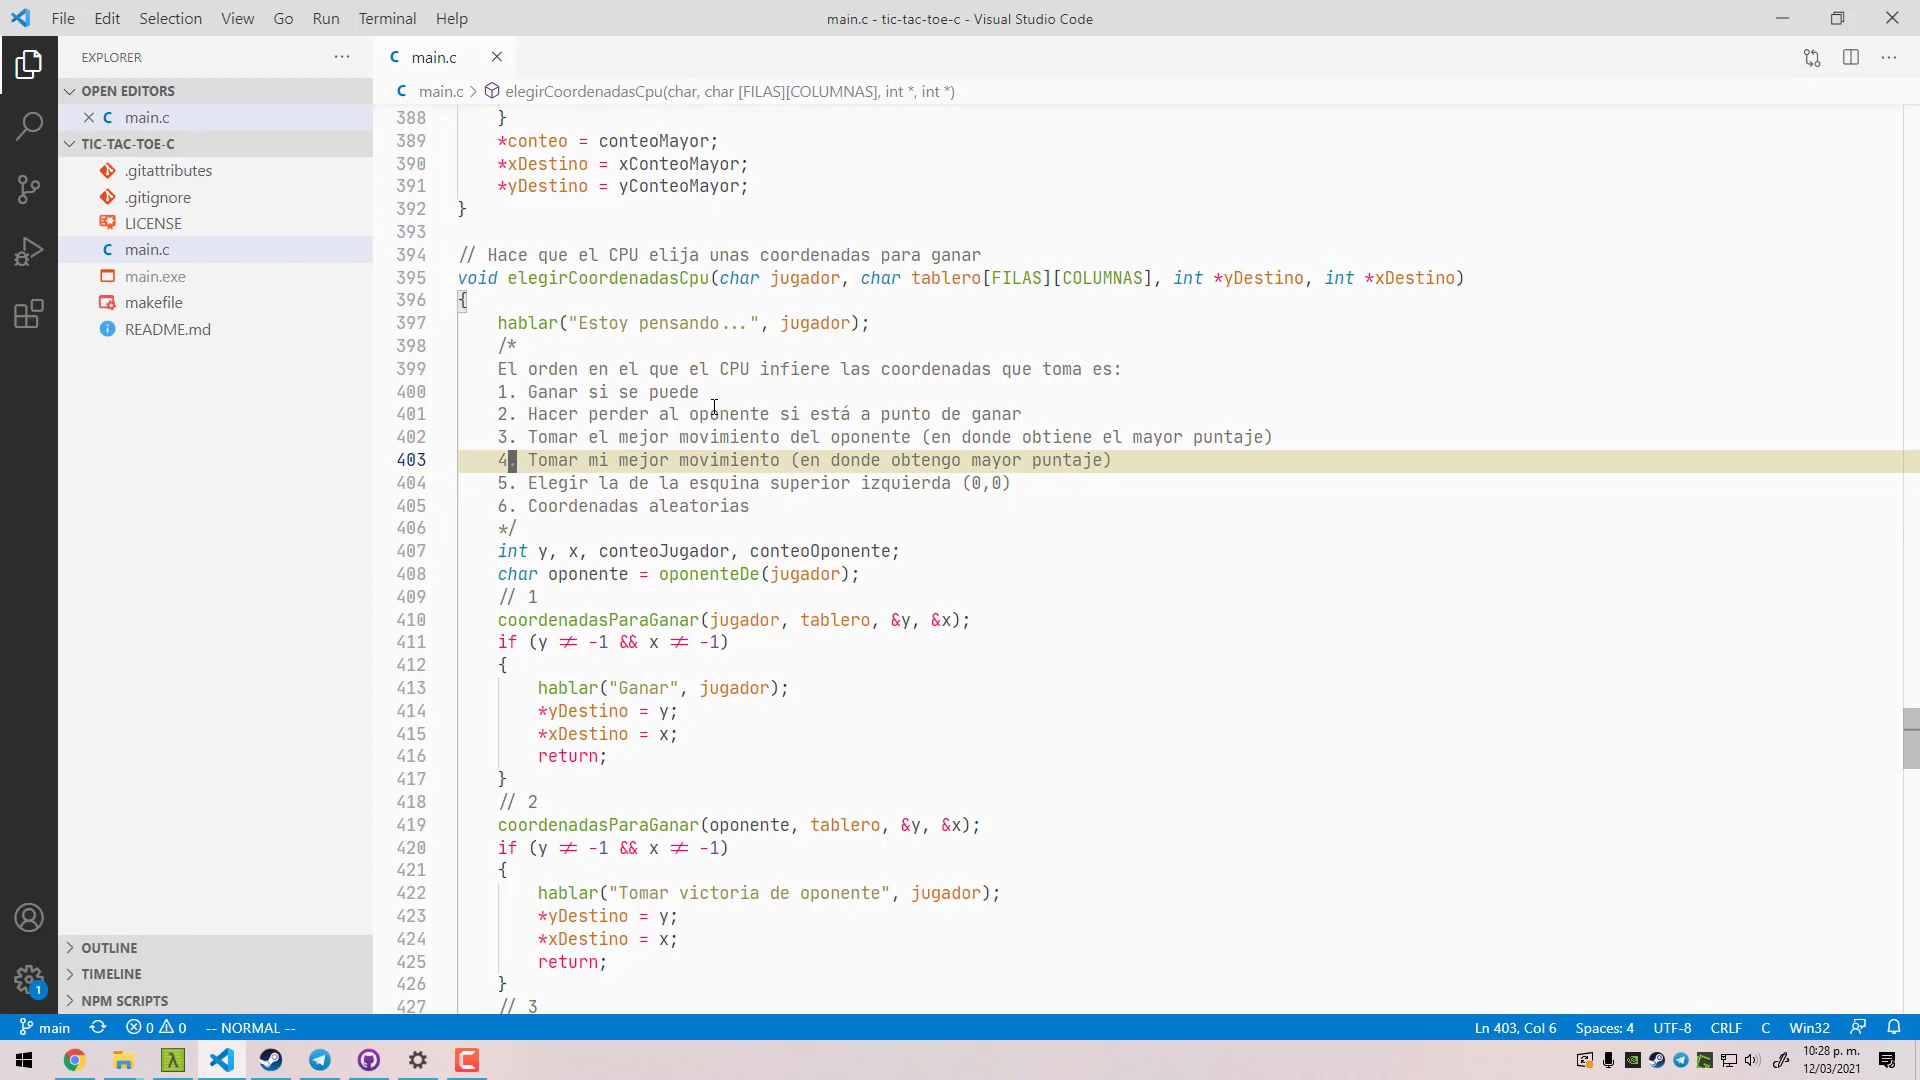 File Edit Selection View Go Run Terminal Help
main.c - tic-tac-toe-c - Visual Studio Code
EXPLORER
OPEN EDITORS
main.c
TIC-TAC-TOE-C
.gitattributes
.gitignore
LICENSE
main.c
main.exe
makefile
README.md
OUTLINE
TIMELINE
NPM SCRIPTS
main.c
main.c > elegirCoordenadasCpu(char, char [FILAS][COLUMNAS], int *, int *)
388 }
389 *conteo = conteoMayor;
390 *xDestino = xConteoMayor;
391 *yDestino = yConteoMayor;
392 }
393
394 // Hace que el CPU elija unas coordenadas para ganar
395 void elegirCoordenadasCpu(char jugador, char tablero[FILAS][COLUMNAS], int *yDestino, int *xDestino)
396 {
397 hablar("Estoy pensando...", jugador);
398 /*
399 El orden en el que el CPU infiere las coordenadas que toma es:
400 1. Ganar si se puede
401 2. Hacer perder al oponente si está a punto de ganar
402 3. Tomar el mejor movimiento del oponente (en donde obtiene el mayor puntaje)
403 4. Tomar mi mejor movimiento (en donde obtengo mayor puntaje)
404 5. Elegir la de la esquina superior izquierda (0,0)
405 6. Coordenadas aleatorias
406 */
407 int y, x, conteoJugador, conteoOponente;
408 char oponente = oponenteDe(jugador);
409 // 1
410 coordenadasParaGanar(jugador, tablero, &y, &x);
411 if (y != -1 && x != -1)
412 {
413 hablar("Ganar", jugador);
414 *yDestino = y;
415 *xDestino = x;
416 return;
417 }
418 // 2
419 coordenadasParaGanar(oponente, tablero, &y, &x);
420 if (y != -1 && x != -1)
421 {
422 hablar("Tomar victoria de oponente", jugador);
423 *yDestino = y;
424 *xDestino = x;
425 return;
426 }
427 // 3
1
main 0 0 -- NORMAL --
Ln 403, Col 6 Spaces: 4 UTF-8 CRLF C Win32
10:28 p. m.
12/03/2021